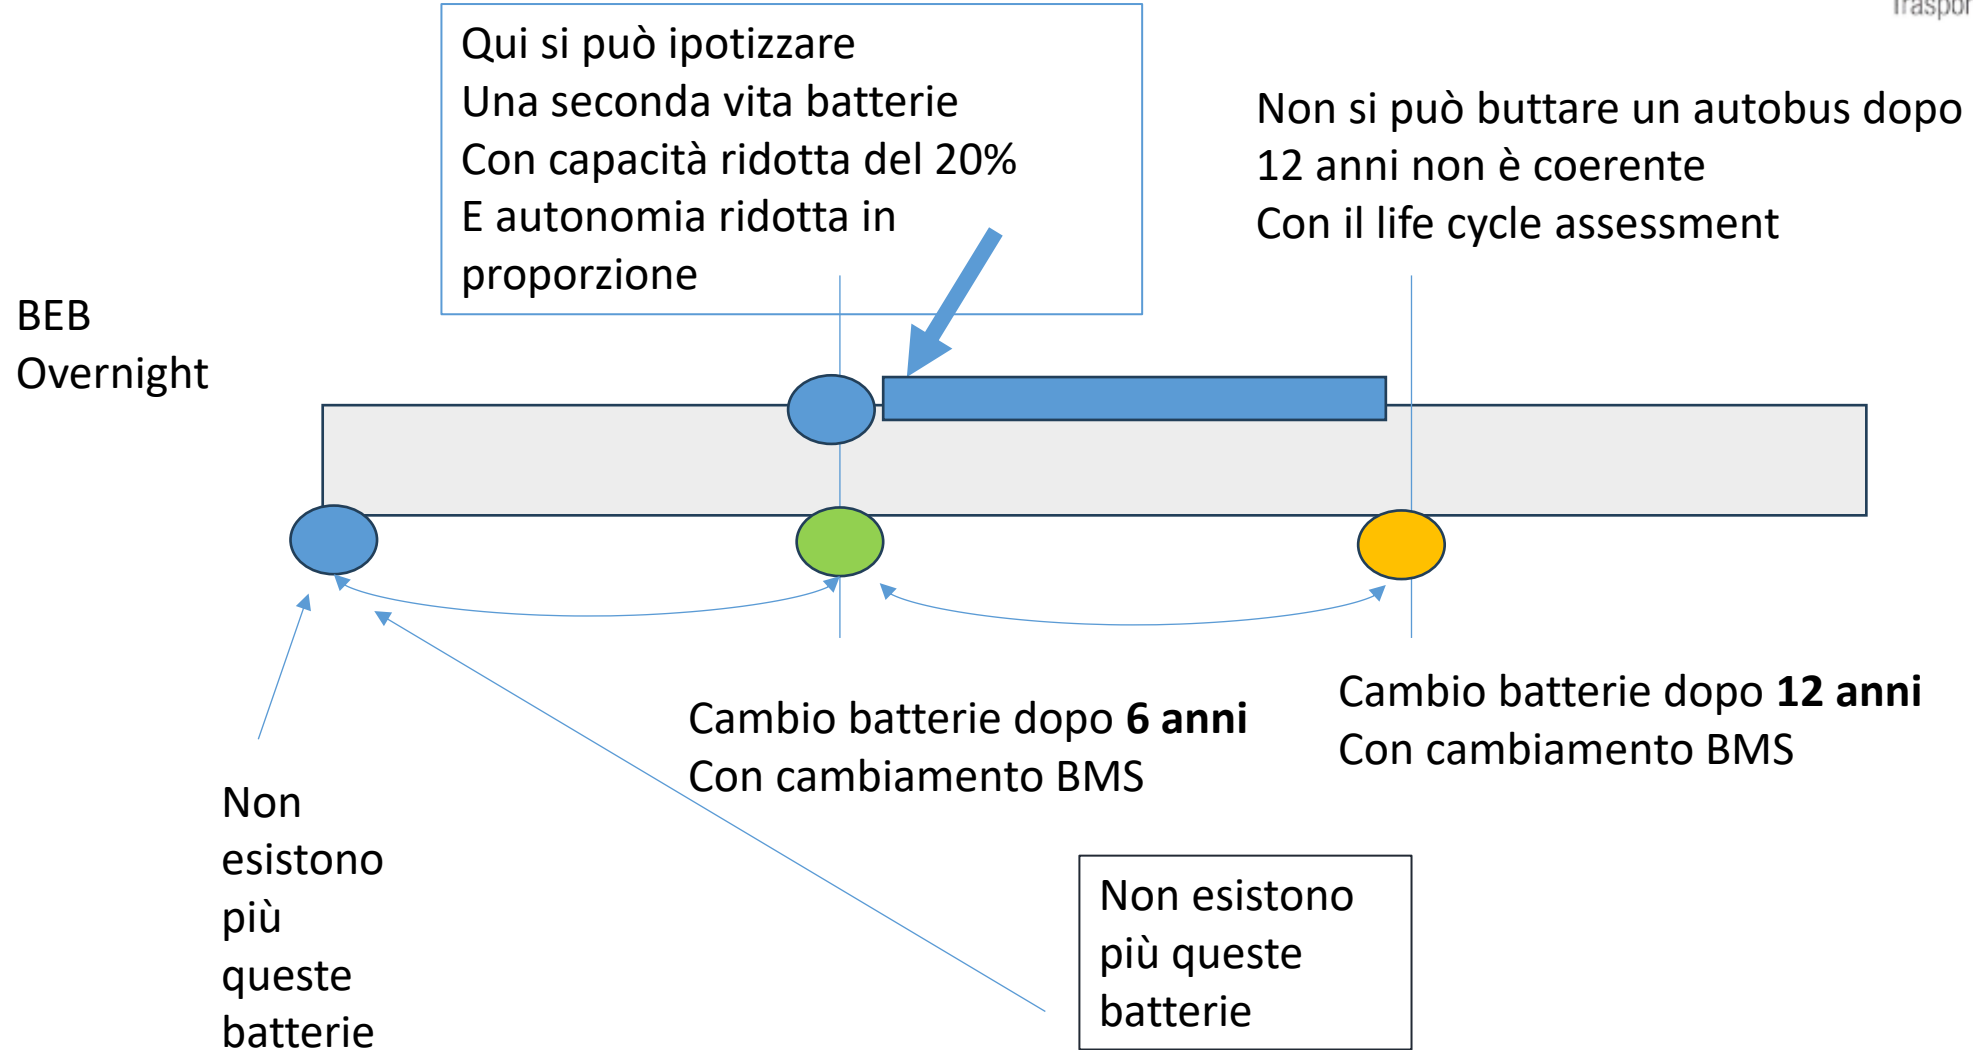 Qui si può ipotizzare
Una seconda vita batterie
Con capacità ridotta del 20%
E autonomia ridotta in
proporzione
Non si può buttare un autobus dopo
12 anni non è coerente
Con il life cycle assessment
BEB
Overnight
Cambio batterie dopo 6 anni
Con cambiamento BMS
Cambio batterie dopo 12 anni
Con cambiamento BMS
Non
esistono
più
queste
batterie
Non esistono
più queste
batterie